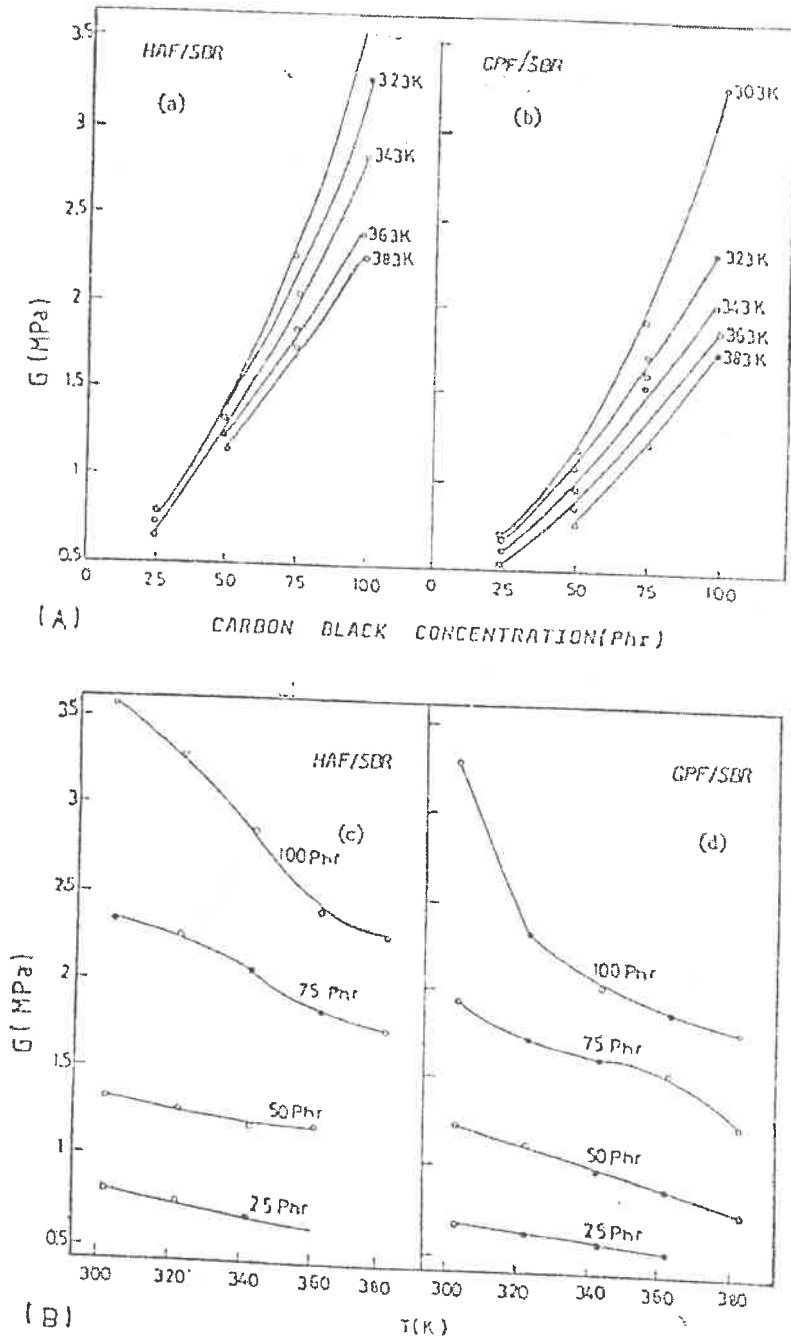 3.5
3
2.5
2
1.5
1
0.5
G (MPa)
HAF/SBR
(a)
323K
343K
363K
383K
0
25
50
75
100
GPF/SBR
(b)
303K
323K
343K
363K
383K
0
25
50
75
100
(A)
CARBON BLACK CONCENTRATION(Phr)
3.5
3
2.5
2
1.5
1
0.5
G (MPa)
HAF/SBR
(c)
100 Phr
75 Phr
50 Phr
25 Phr
300
320
340
360
380
GPF/SBR
(d)
100 Phr
75 Phr
50 Phr
25 Phr
300
320
340
360
380
(B)
T(K)